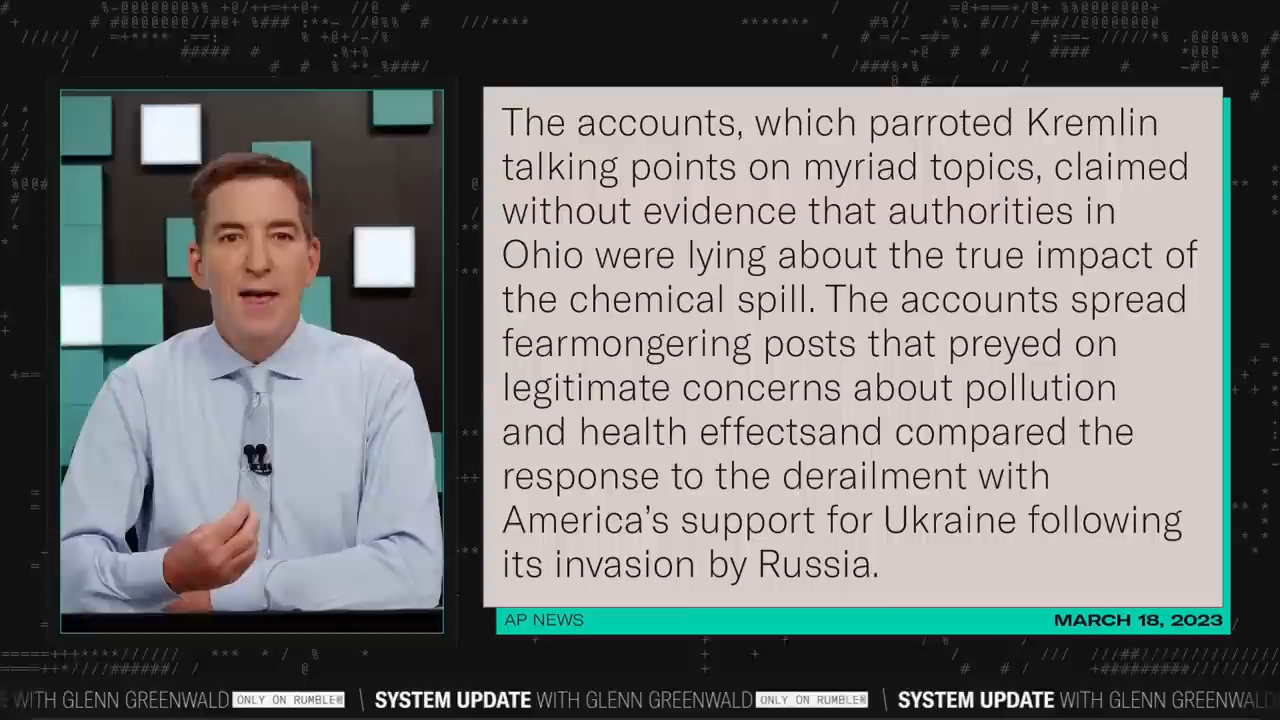 The accounts, which parroted Kremlin
talking points on myriad topics, claimed
without evidence that authorities in
Ohio were lying about the true impact of
the chemical spill. The accounts spread
fearmongering posts that preyed on
legitimate concerns about pollution
and health effectsand compared the
response to the derailment with
America's support for Ukraine following
its invasion by Russia.
AP NEWS MARCH 18, 2023
WITH GLENN GREENWALD ONLY ON RUMBLE | SYSTEM UPDATE WITH GLENN GREENWALD ONLY ON RUMBLE | SYSTEM UPDATE WITH GLENN GREENWALD